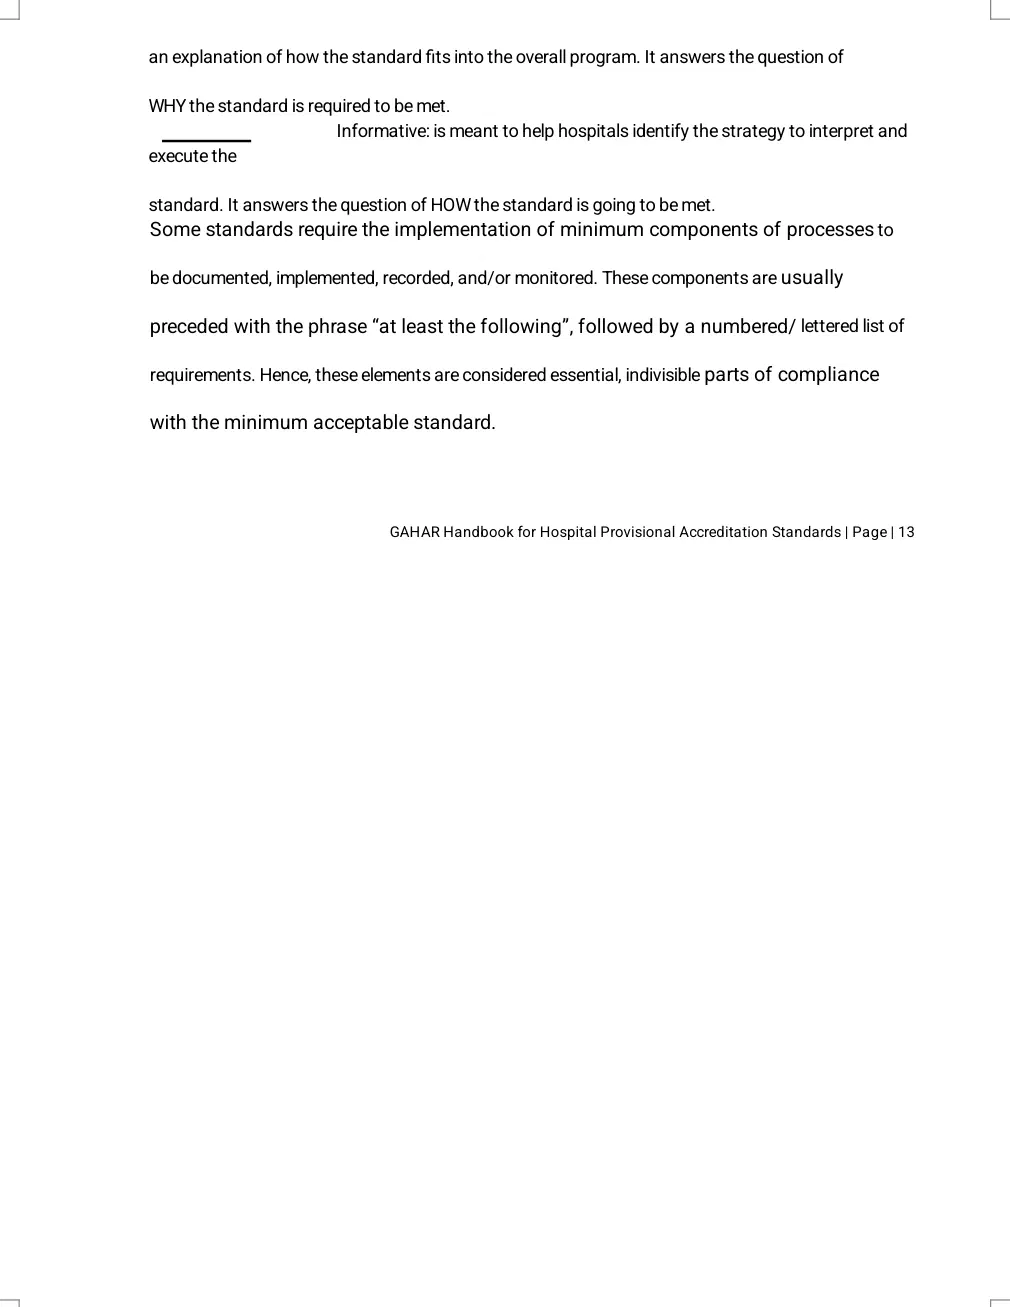 an explanation of how the standard fits into the overall program. It answers the question of
WHY the standard is required to be met.
Informative: is meant to help hospitals identify the strategy to interpret and
execute the
standard. It answers the question of HOW the standard is going to be met.
Some standards require the implementation of minimum components of processes to
be documented, implemented, recorded, and/or monitored. These components are usually
preceded with the phrase “at least the following”, followed by a numbered/ lettered list of
requirements. Hence, these elements are considered essential, indivisible parts of compliance
with the minimum acceptable standard.
GAHAR Handbook for Hospital Provisional Accreditation Standards | Page | 13